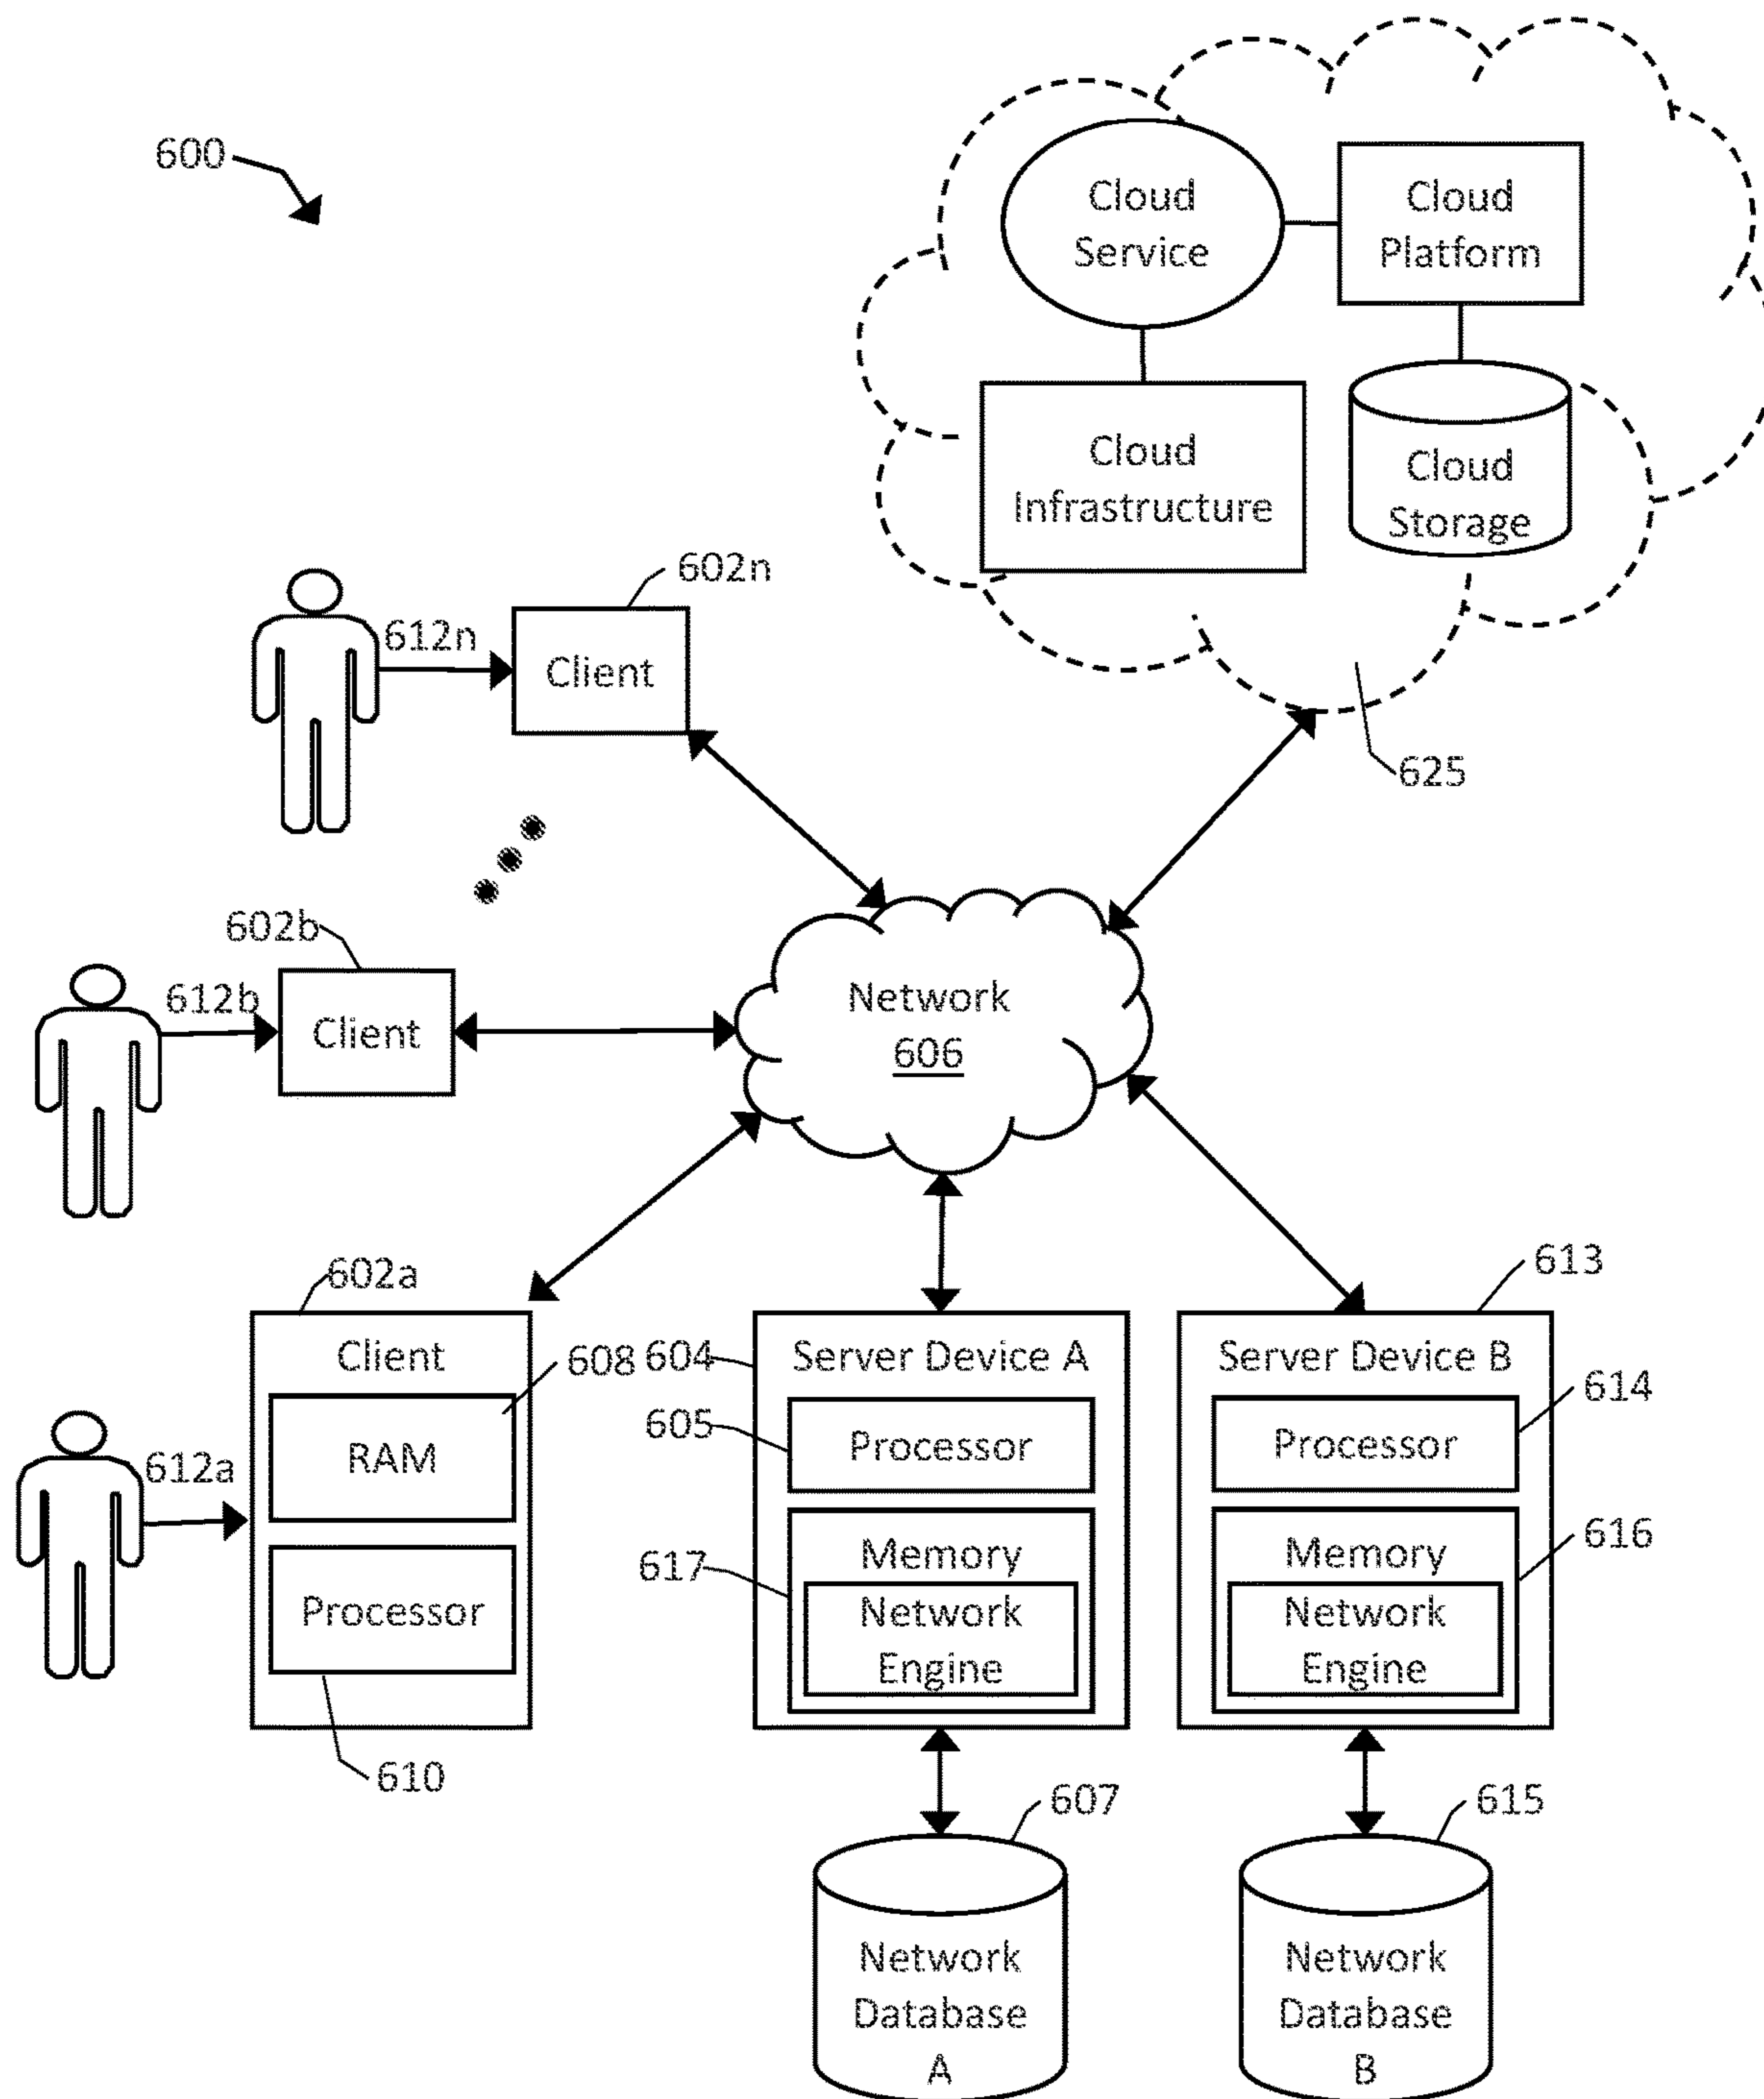 600
Cloud
Service
Cloud
Platform
Cloud
Infrastructure
Cloud
Storage
625
602n
612n
Client
602b
612b
Client
Network
606
602a
612a
Client
608
RAM
Processor
610
604
Server Device A
605
Processor
617
Memory
Network
Engine
613
Server Device B
614
Processor
616
Memory
Network
Engine
607
Network
Database
A
615
Network
Database
B